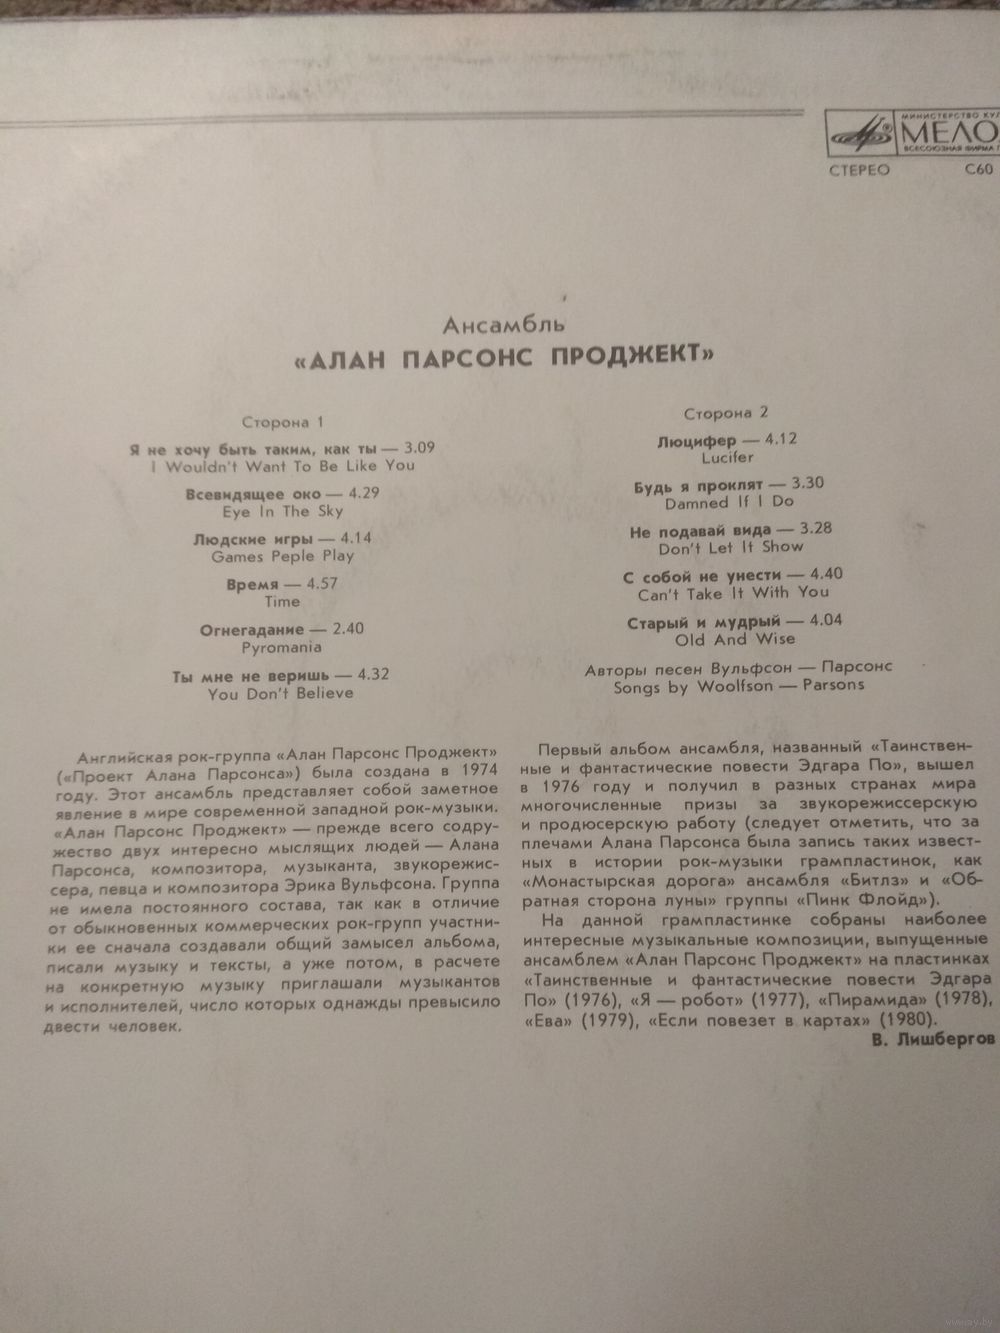 МИНИСТЕРСТВО
МЕЛО
ВСЕСОЮЗНАЯ ФИРМА
СТЕРЕО
С60
Ансамбль
«АЛАН ПАРСОНС ПРОДЖЕКТ»
Сторона 1
Я не хочу быть таким, как ты — 3.09
I Wouldn't Want To Be Like You
Всевидящее око — 4.29
Eye In The Sky
Людские игры — 4.14
Games Peple Play
Время — 4.57
Time
Огнегадание — 2.40
Pyromania
Ты мне не веришь — 4.32
You Don't Believe
Сторона 2
Люцифер — 4.12
Lucifer
Будь я проклят — 3.30
Damned If I Do
Не подавай вида — 3.28
Don't Let It Show
С собой не унести — 4.40
Can't Take It With You
Старый и мудрый — 4.04
Old And Wise
Авторы песен Вульфсон — Парсонс
Songs by Woolfson — Parsons
Английская рок-группа «Алан Парсонс Проджект»
(«Проект Алана Парсонса») была создана в 1974
году. Этот ансамбль представляет собой заметное
явление в мире современной западной рок-музыки.
«Алан Парсонс Проджект» — прежде всего содру-
жество двух интересно мыслящих людей — Алана
Парсонса, композитора, музыканта, звукорежис-
сера, певца и композитора Эрика Вульфсона. Группа
не имела постоянного состава, так как в отличие
от обыкновенных коммерческих рок-групп участни-
ки ее сначала создавали общий замысел альбома,
писали музыку и тексты, а уже потом, в расчете
на конкретную музыку приглашали музыкантов
и исполнителей, число которых однажды превысило
двести человек.
Первый альбом ансамбля, названный «Таинствен-
ные и фантастические повести Эдгара По», вышел
в 1976 году и получил в разных странах мира
многочисленные призы за звукорежиссерскую
и продюсерскую работу (следует отметить, что за
плечами Алана Парсонса была запись таких извест-
ных в истории рок-музыки грампластинок, как
«Монастырская дорога» ансамбля «Битлз» и «Об-
ратная сторона луны» группы «Пинк Флойд»).
На данной грампластинке собраны наиболее
интересные музыкальные композиции, выпущенные
ансамблем «Алан Парсонс Проджект» на пластинках
«Таинственные и фантастические повести Эдгара
По» (1976), «Я — робот» (1977), «Пирамида» (1978),
«Ева» (1979), «Если повезет в картах» (1980).
В. Лишбергов